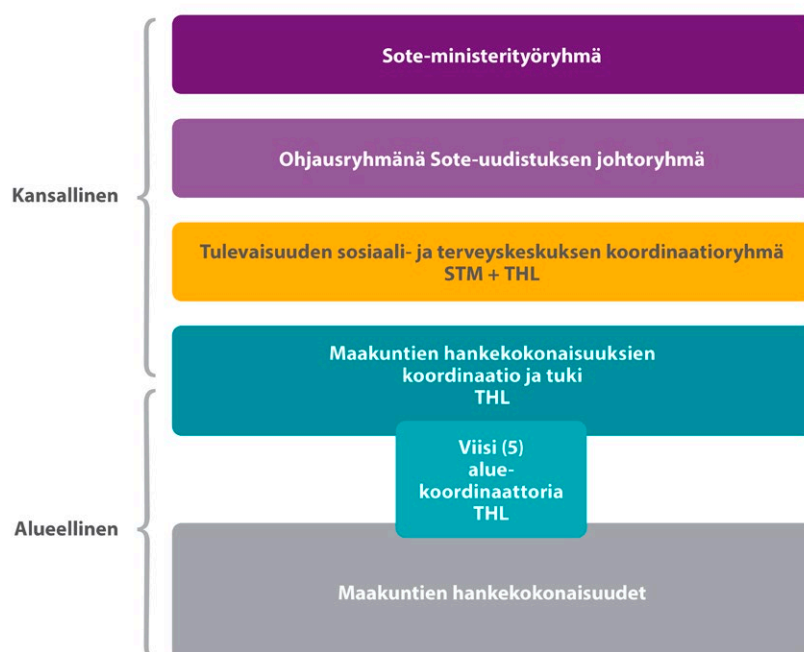 Sote-ministerityöryhmä
Ohjausryhmänä Sote-uudistuksen johtoryhmä
Kansallinen
Tulevaisuuden sosiaali- ja terveyskeskuksen koordinaatioryhmä
STM + THL
Maakuntien hankekokonaisuuksien
koordinaatio ja tuki
THL
Viisi (5)
alue-
koordinaattoria
THL
Alueellinen
Maakuntien hankekokonaisuudet